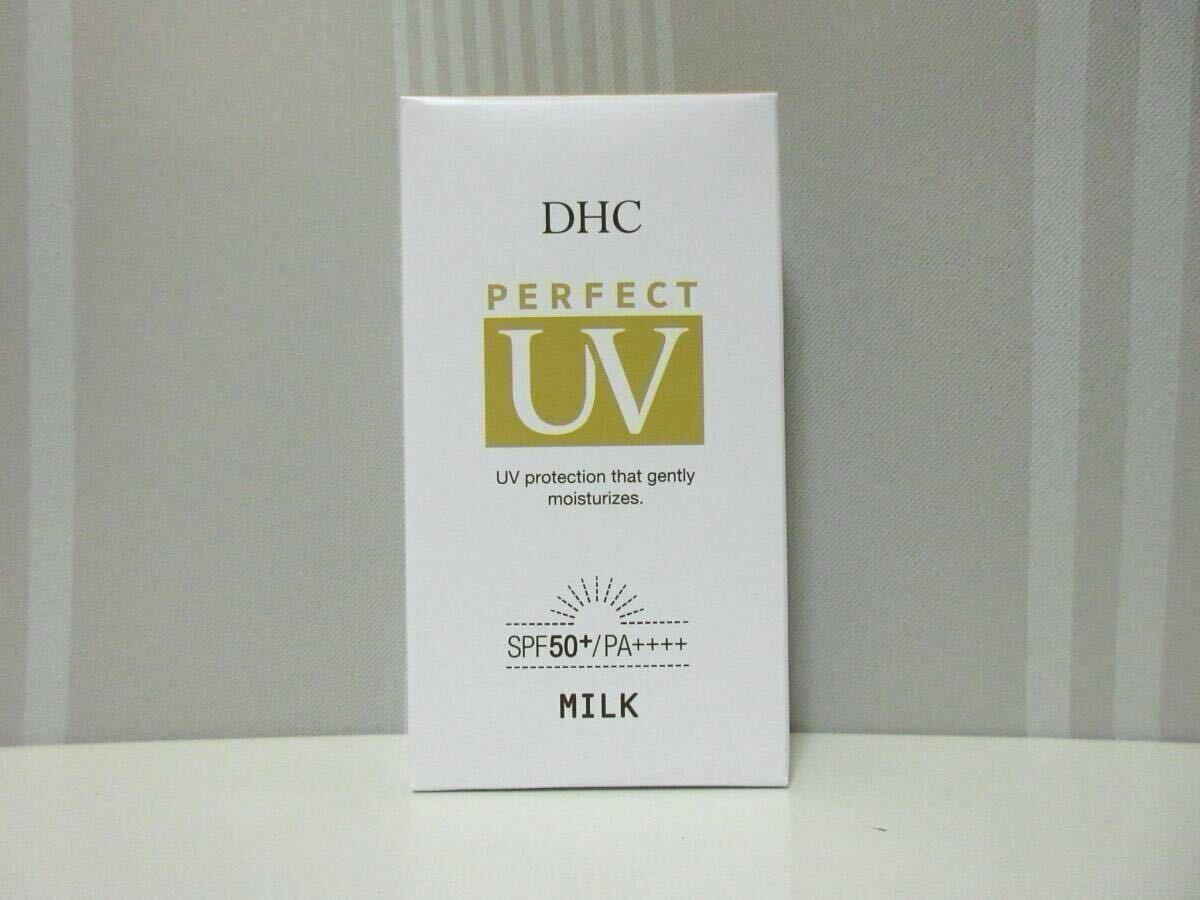 DHC
PERFECT
UV
UV protection that gently
moisturizes.
SPF50+/PA++++
MILK